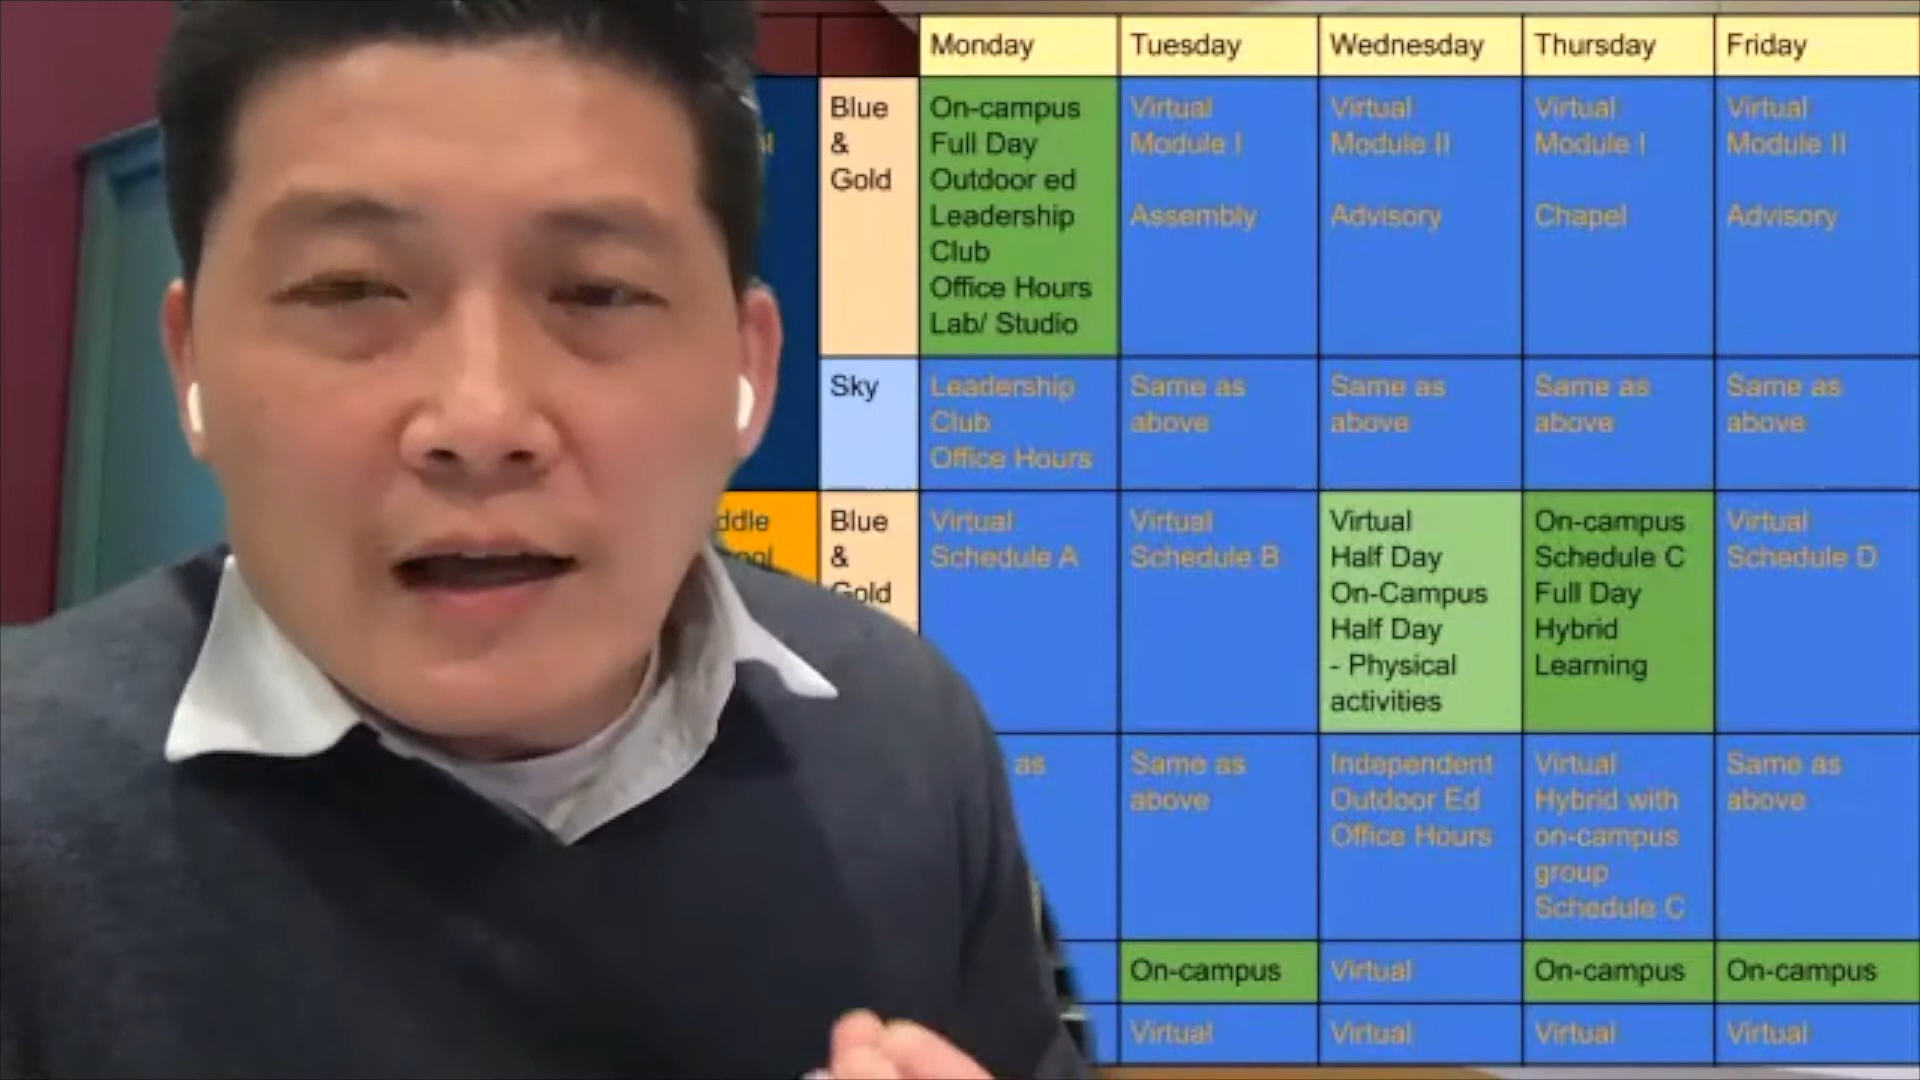 Monday
Tuesday
Wednesday
Thursday
Friday
Blue
&
Gold
On-campus
Full Day
Outdoor ed
Leadership
Club
Office Hours
Lab/ Studio
Virtual
Module I
Assembly
Virtual
Module II
Advisory
Virtual
Module I
Chapel
Virtual
Module II
Advisory
Sky
Leadership
Club
Office Hours
Same as
above
Same as
above
Same as
above
Same as
above
Blue
&
Gold
Virtual
Schedule A
Virtual
Schedule B
Virtual
Half Day
On-Campus
Half Day
- Physical
activities
On-campus
Schedule C
Full Day
Hybrid
Learning
Virtual
Schedule D
as
Same as
above
Independent
Outdoor Ed
Office Hours
Virtual
Hybrid with
on-campus
group
Schedule C
Same as
above
On-campus
Virtual
On-campus
On-campus
Virtual
Virtual
Virtual
Virtual